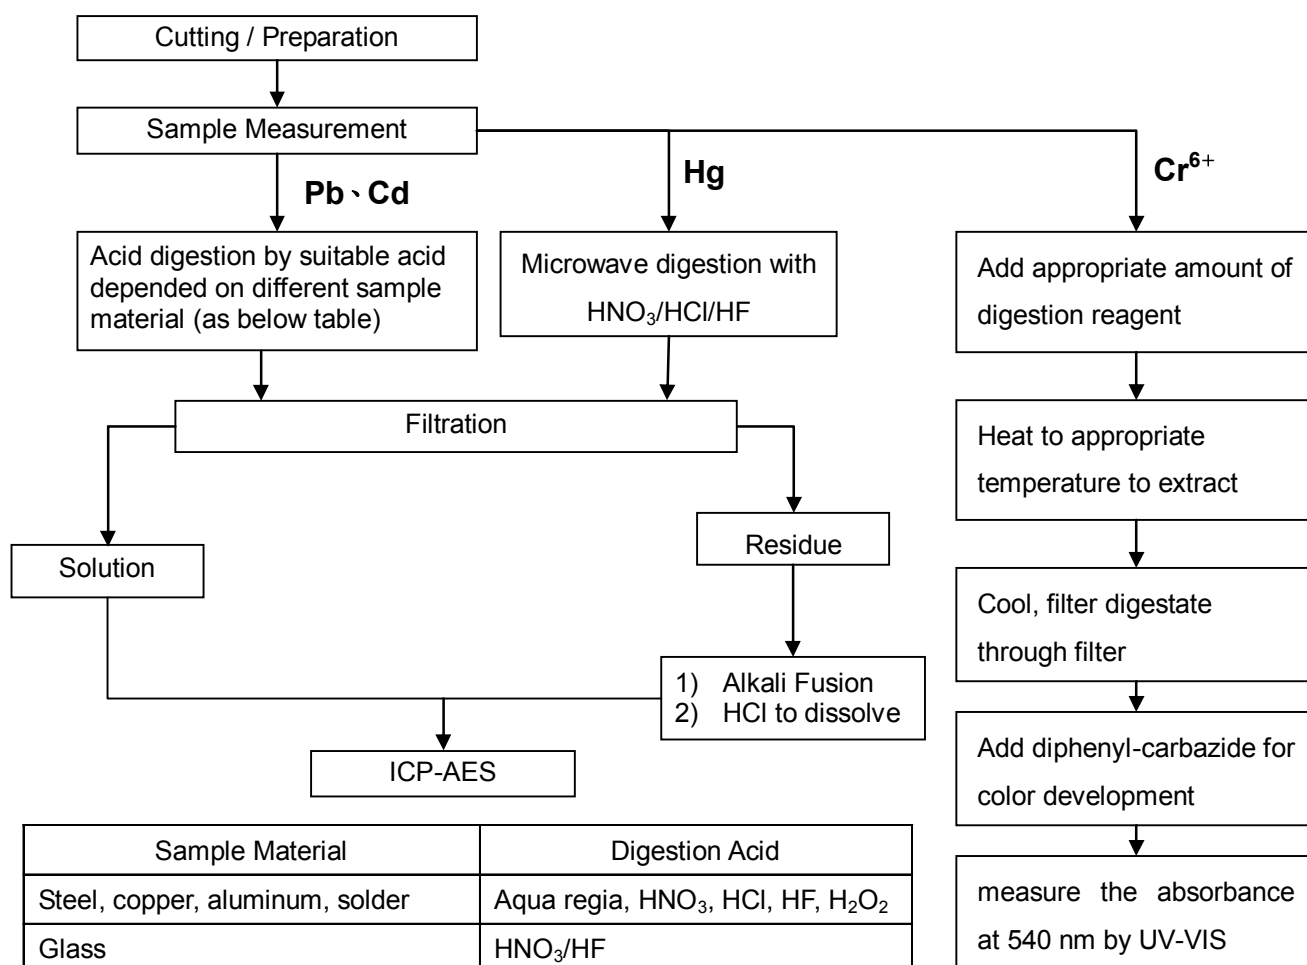 Cutting / Preparation
Sample Measurement
Pb、Cd
Hg
Cr⁶⁺
Acid digestion by suitable acid
depended on different sample
material (as below table)
Microwave digestion with
HNO₃/HCl/HF
Add appropriate amount of
digestion reagent
Filtration
Heat to appropriate
temperature to extract
Solution
Residue
Cool, filter digestate
through filter
1) Alkali Fusion
2) HCl to dissolve
ICP-AES
Add diphenyl-carbazide for
color development
measure the absorbance
at 540 nm by UV-VIS
Sample Material Digestion Acid
Steel, copper, aluminum, solder Aqua regia, HNO₃, HCl, HF, H₂O₂
Glass HNO₃/HF